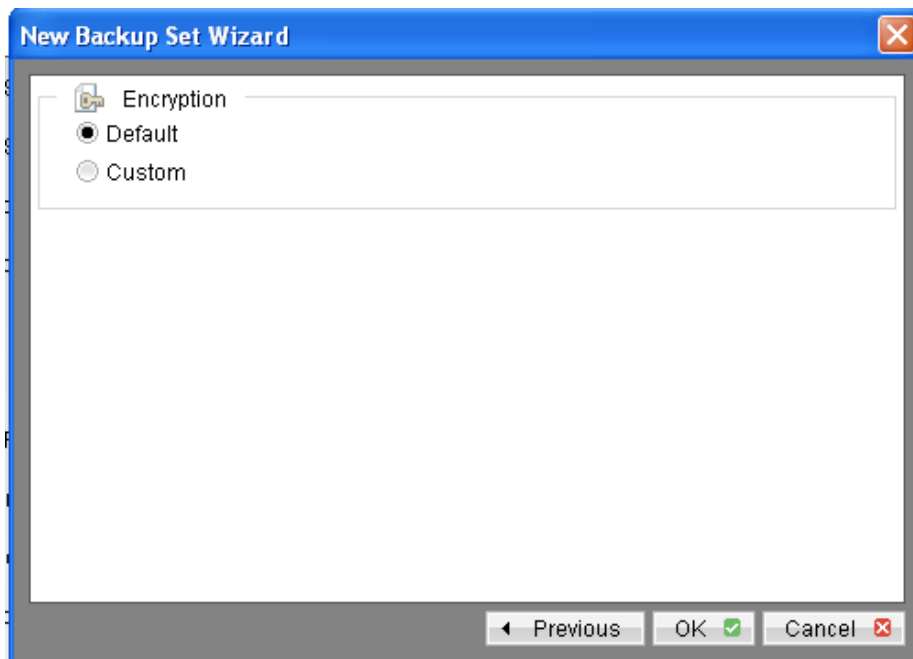 New Backup Set Wizard
Encryption
Default
Custom
Previous OK Cancel